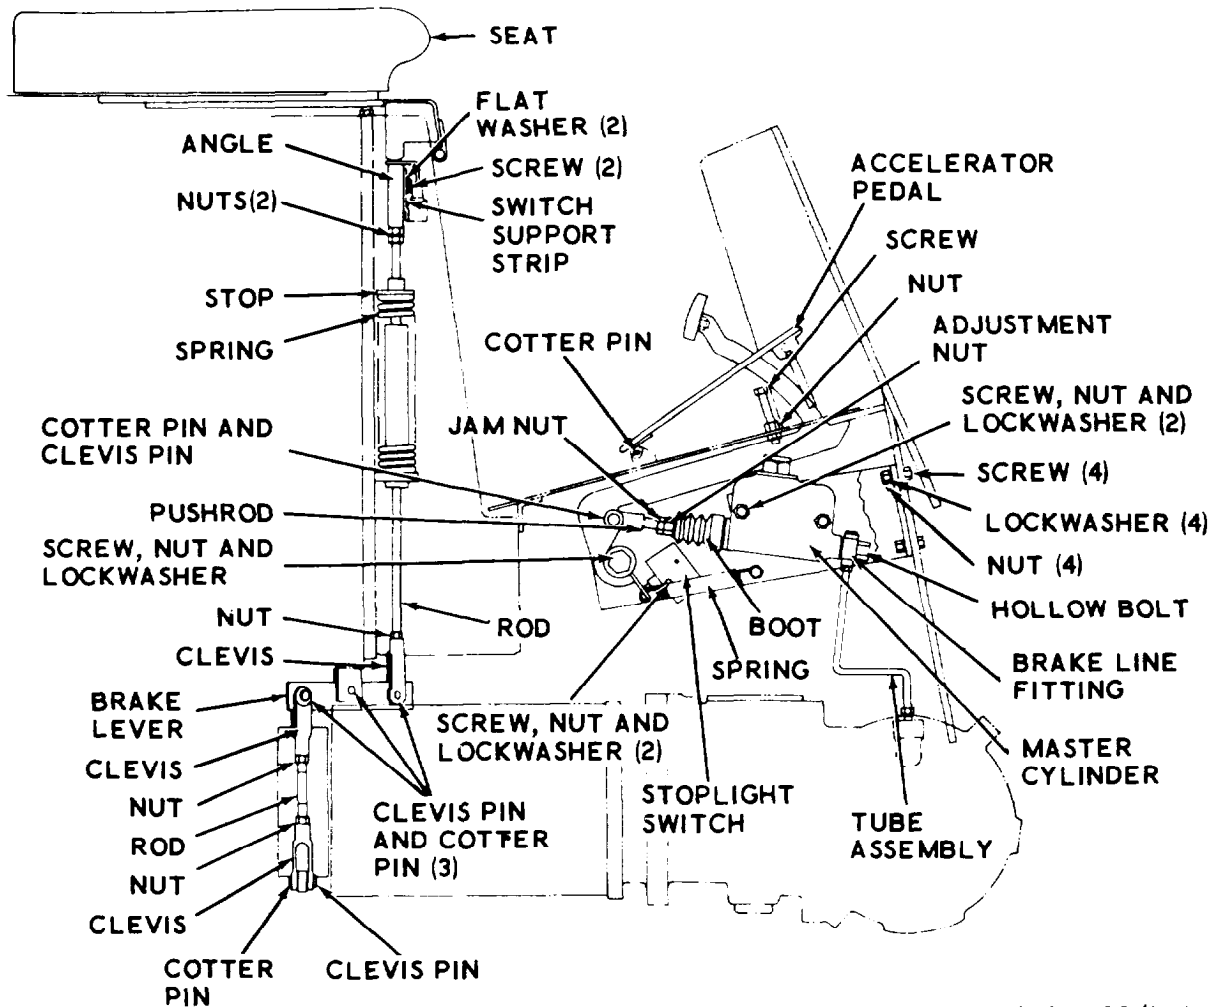 SEAT
FLAT
WASHER (2)
ANGLE
SCREW (2)
NUTS(2)
SWITCH
SUPPORT
STRIP
STOP
SPRING
ACCELERATOR
PEDAL
SCREW
NUT
ADJUSTMENT
NUT
COTTER PIN
SCREW, NUT AND
LOCKWASHER (2)
JAM NUT
COTTER PIN AND
CLEVIS PIN
SCREW (4)
PUSHROD
LOCKWASHER (4)
SCREW, NUT AND
LOCKWASHER
NUT (4)
HOLLOW BOLT
NUT
ROD
BOOT
CLEVIS
SPRING
BRAKE LINE
FITTING
BRAKE
LEVER
SCREW, NUT AND
LOCKWASHER (2)
MASTER
CYLINDER
CLEVIS
NUT
STOPLIGHT
SWITCH
CLEVIS PIN
AND COTTER
PIN (3)
TUBE
ASSEMBLY
ROD
NUT
CLEVIS
COTTER
PIN
CLEVIS PIN